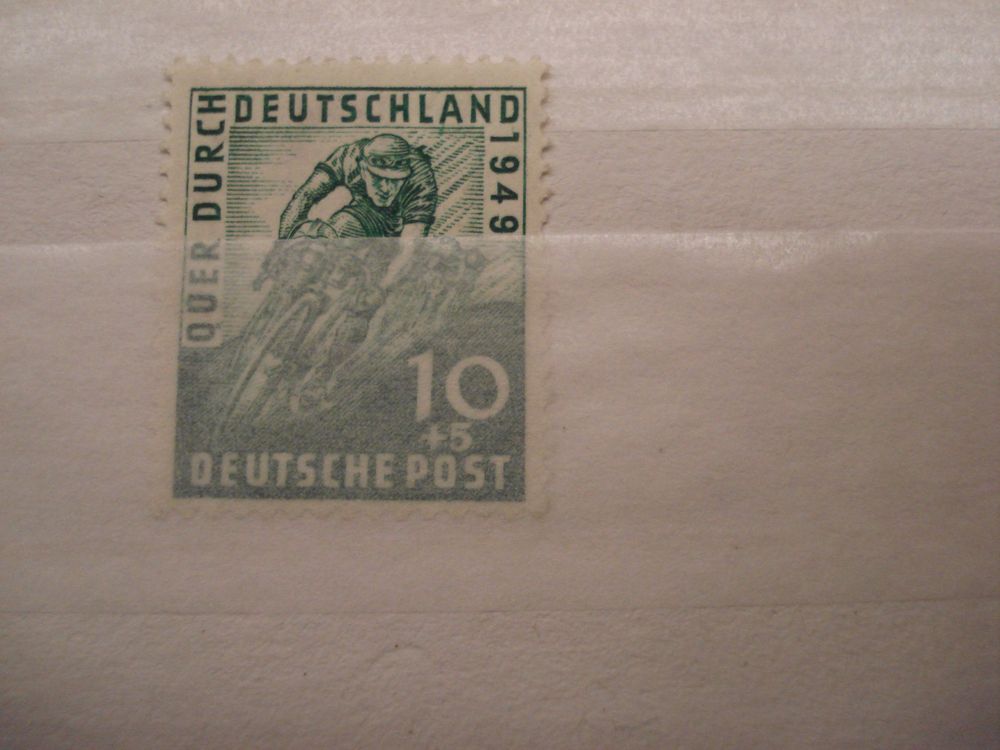 QUER DURCH
DEUTSCHLAND
1949
10
+5
DEUTSCHE POST